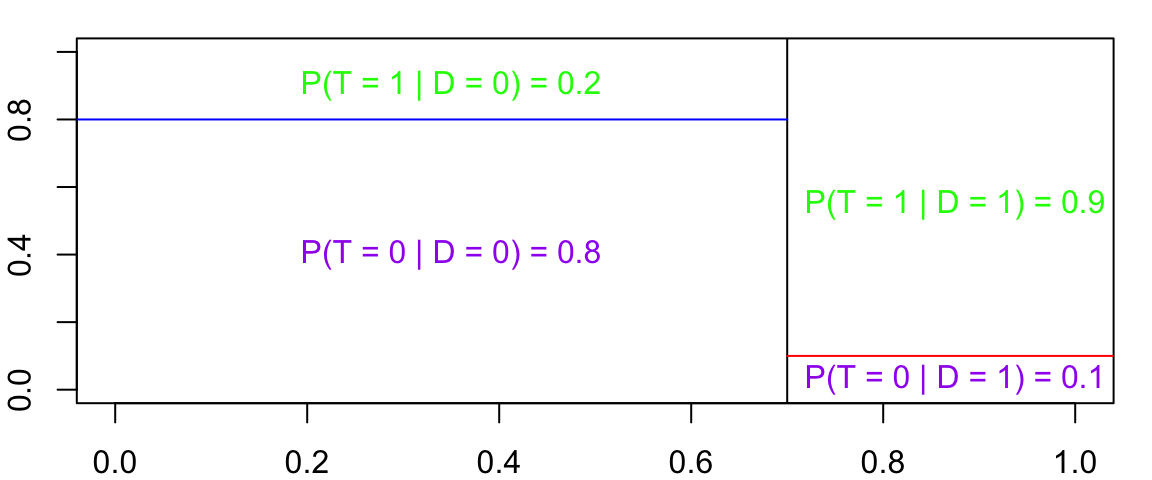 P(T = 1 | D = 0) = 0.2
P(T = 1 | D = 1) = 0.9
P(T = 0 | D = 0) = 0.8
P(T = 0 | D = 1) = 0.1
0.8
0.4
0.0
0.0 0.2 0.4 0.6 0.8 1.0